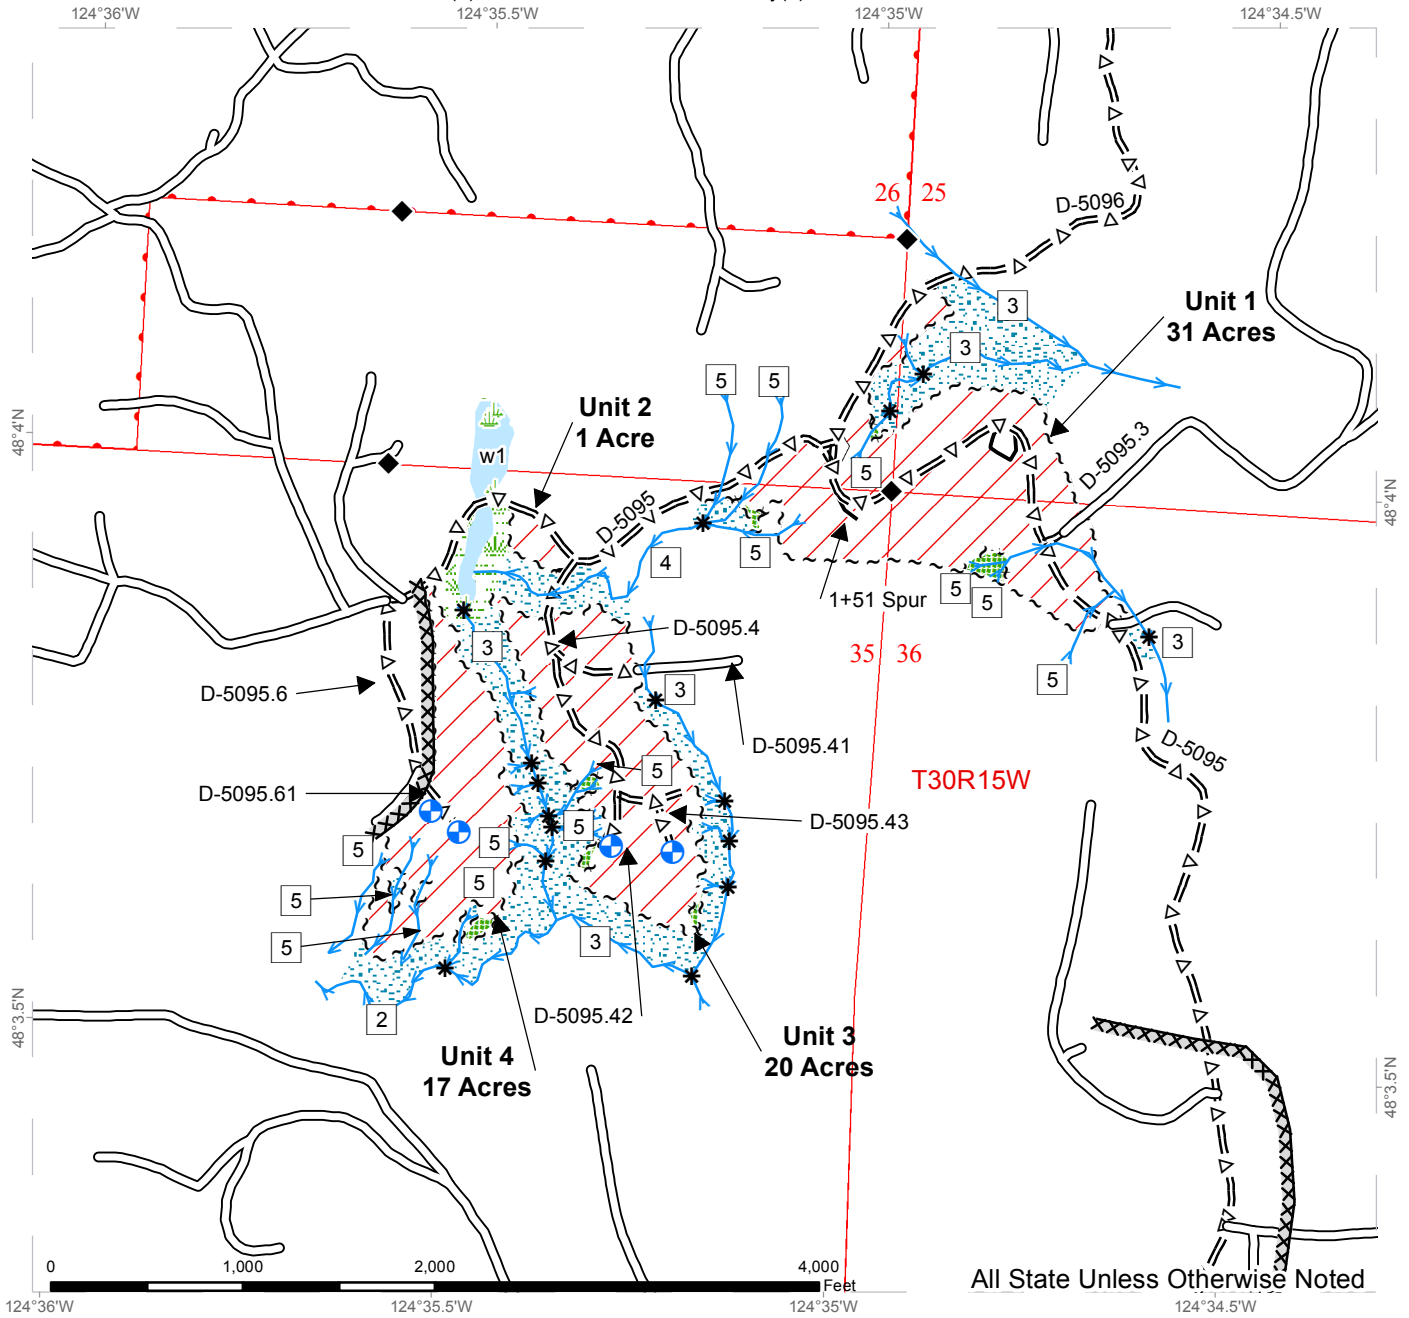 124°36'W
124°35.5'W
124°35'W
124°34.5'W
26
25
D-5096
3
Unit 1
31 Acres
3
5
5
Unit 2
1 Acre
48°4'N
w1
D-5095.3
5
D-5095
48°4'N
5
4
5
5
1+51 Spur
D-5095.4
3
35
36
3
5
D-5095.6
3
D-5095.41
D-5095
5
T30R15W
D-5095.61
D-5095.43
5
5
5
5
5
5
3
48°3.5'N
2
D-5095.42
Unit 3
20 Acres
Unit 4
17 Acres
48°3.5'N
0
1,000
2,000
4,000
Feet
All State Unless Otherwise Noted
124°36'W
124°35.5'W
124°35'W
124°34.5'W